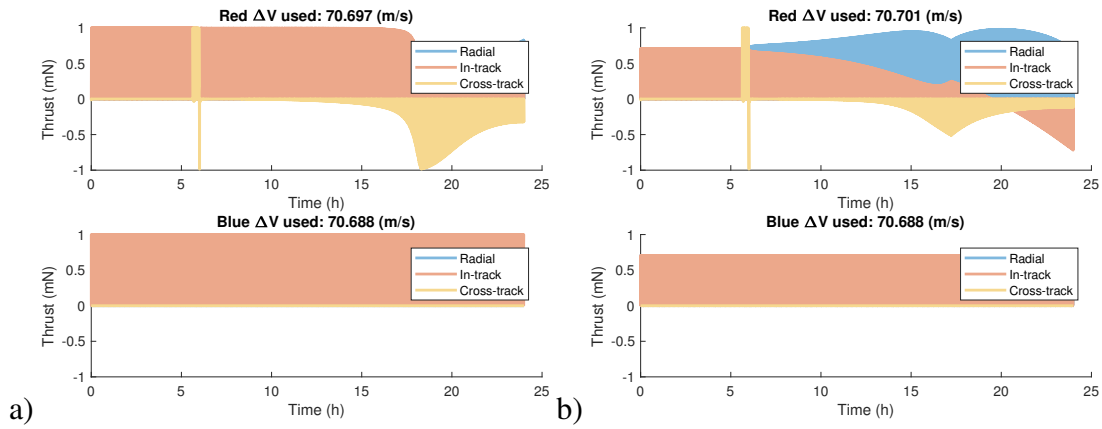 Red ΔV used: 70.697 (m/s)
1
0.5
0
-0.5
-1
Thrust (mN)
Radial
In-track
Cross-track
0 5 10 15 20 25
Time (h)
Blue ΔV used: 70.688 (m/s)
1
0.5
0
-0.5
-1
Thrust (mN)
Radial
In-track
Cross-track
0 5 10 15 20 25
Time (h)
a)
Red ΔV used: 70.701 (m/s)
1
0.5
0
-0.5
-1
Thrust (mN)
Radial
In-track
Cross-track
0 5 10 15 20 25
Time (h)
Blue ΔV used: 70.688 (m/s)
1
0.5
0
-0.5
-1
Thrust (mN)
Radial
In-track
Cross-track
0 5 10 15 20 25
Time (h)
b)